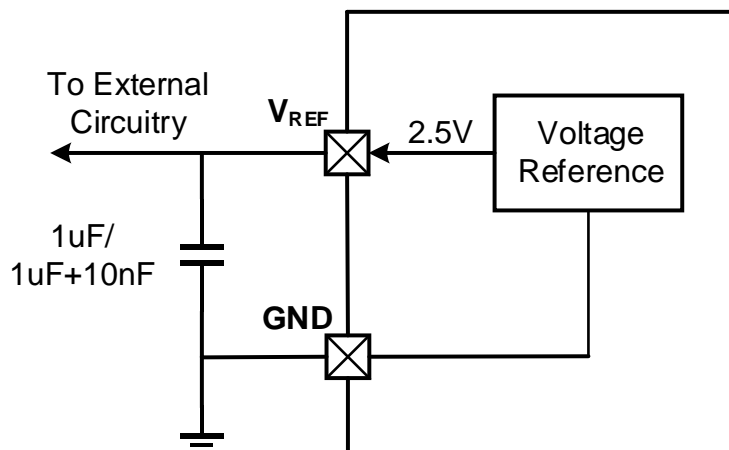 To External
Circuitry
VREF
2.5V
Voltage
Reference
1uF/
1uF+10nF
GND